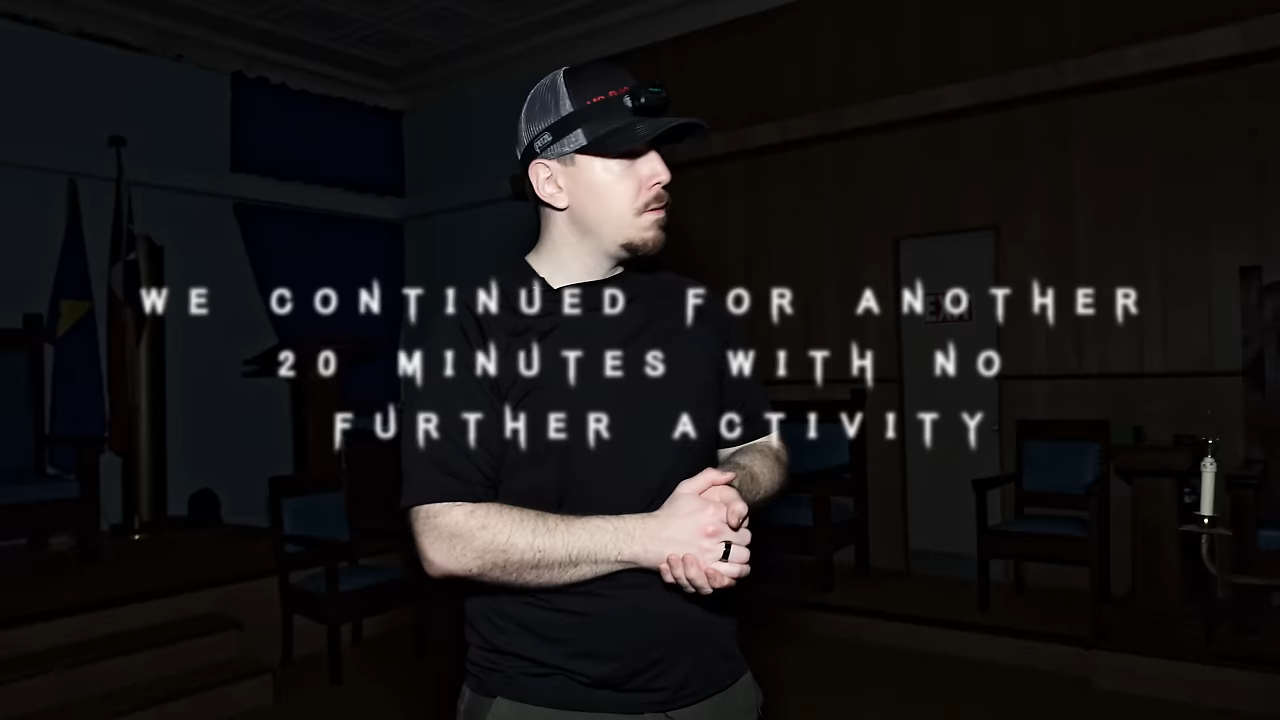 WE CONTINUED FOR ANOTHER
20 MINUTES WITH NO
FURTHER ACTIVITY